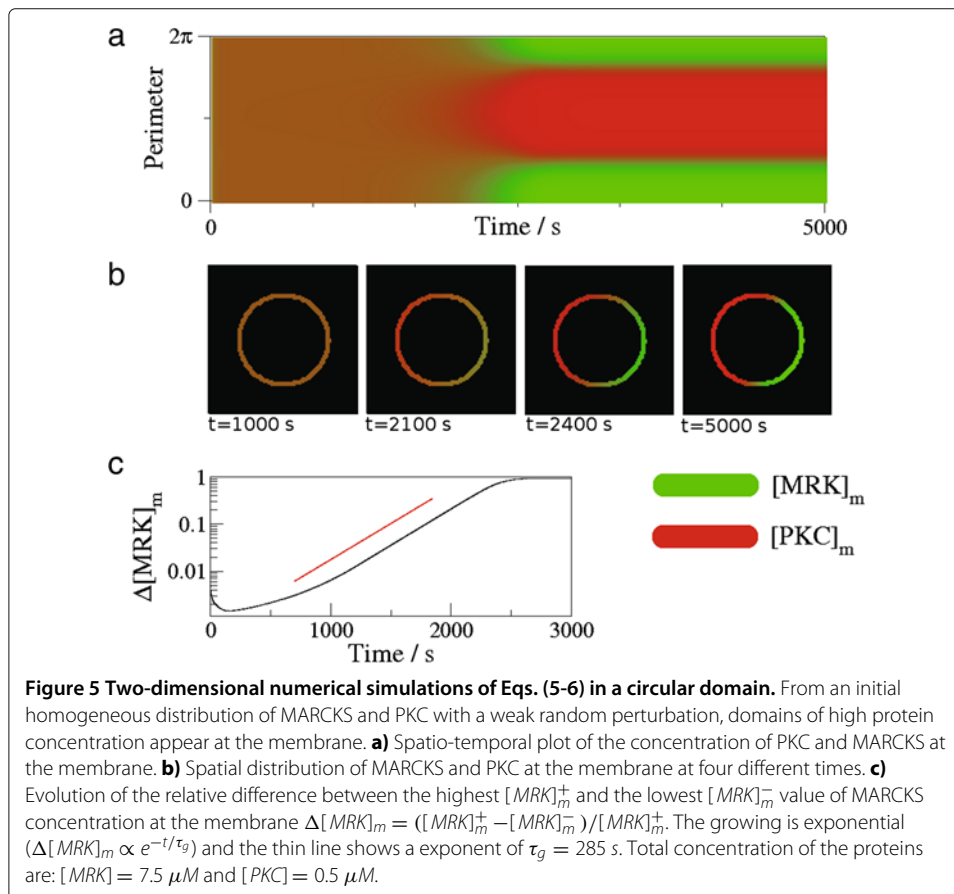 a
2π
Perimeter
0
0
5000
Time / s
b
t=1000 s
t=2100 s
t=2400 s
t=5000 s
c
1
0.1
0.01
Δ[MRK]m
0
1000
2000
3000
Time / s
[MRK]m
[PKC]m
Figure 5 Two-dimensional numerical simulations of Eqs. (5-6) in a circular domain. From an initial
homogeneous distribution of MARCKS and PKC with a weak random perturbation, domains of high protein
concentration appear at the membrane. a) Spatio-temporal plot of the concentration of PKC and MARCKS at
the membrane. b) Spatial distribution of MARCKS and PKC at the membrane at four different times. c)
Evolution of the relative difference between the highest [MRK]m+ and the lowest [MRK]m− value of MARCKS
concentration at the membrane Δ[MRK]m = ([MRK]m+ −[MRK]m−)/[MRK]m+. The growing is exponential
(Δ[MRK]m ∝ e−t/τg) and the thin line shows a exponent of τg = 285 s. Total concentration of the proteins
are: [MRK] = 7.5 μM and [PKC] = 0.5 μM.